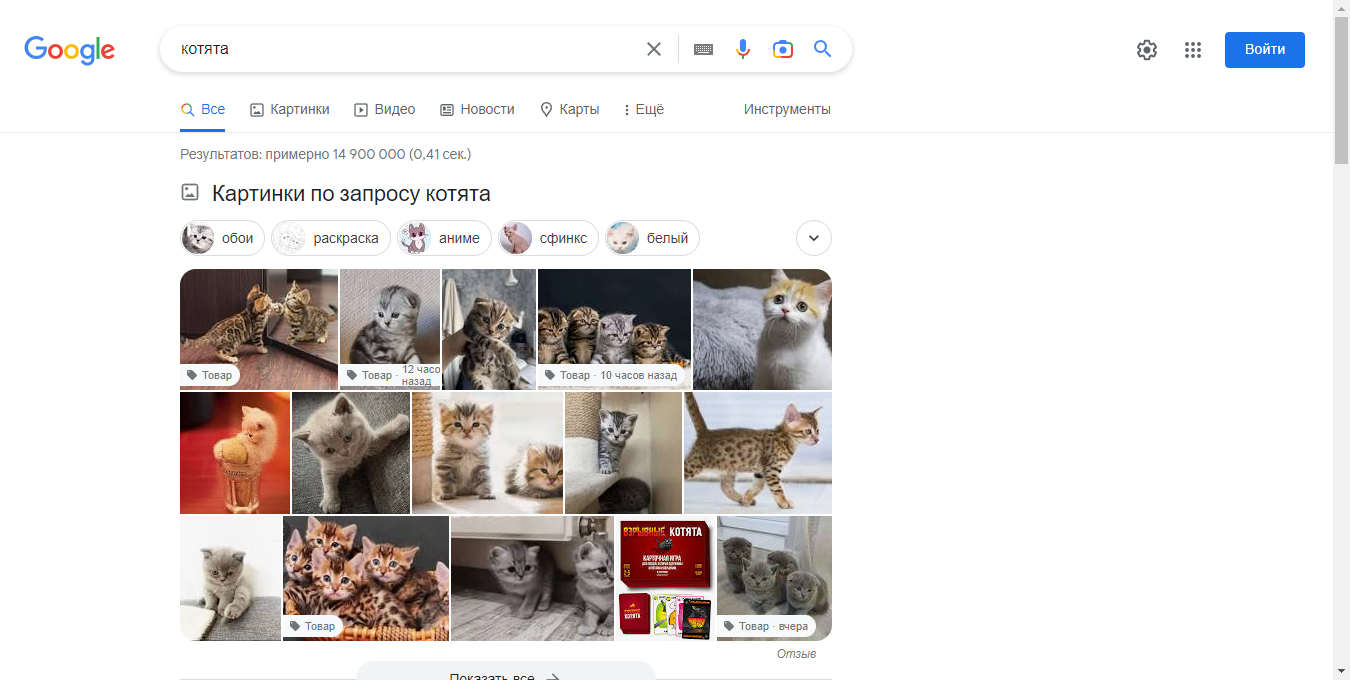 Google
котята
Войти
Все
Картинки
Видео
Новости
Карты
Ещё
Инструменты
Результатов: примерно 14 900 000 (0,41 сек.)
Картинки по запросу котята
обои
раскраска
аниме
сфинкс
белый
Товар
Товар · 12 часо
назад
Товар · 10 часов назад
ВЗРЫВНЫЕ КОТЯТА
КАРТОЧНАЯ ИГРА
КОТЯТА
Товар
Товар · вчера
Отзыв
Показать все